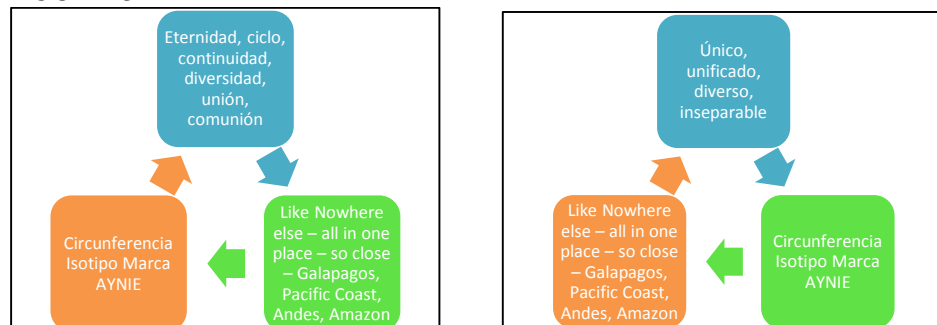 Eternidad, ciclo,
continuidad,
diversidad,
unión,
comunión
Circunferencia
Isotipo Marca
AYNIE
Like Nowhere
else – all in one
place – so close
– Galapagos,
Pacific Coast,
Andes, Amazon
Único,
unificado,
diverso,
inseparable
Like Nowhere
else – all in one
place – so close
– Galapagos,
Pacific Coast,
Andes, Amazon
Circunferencia
Isotipo Marca
AYNIE